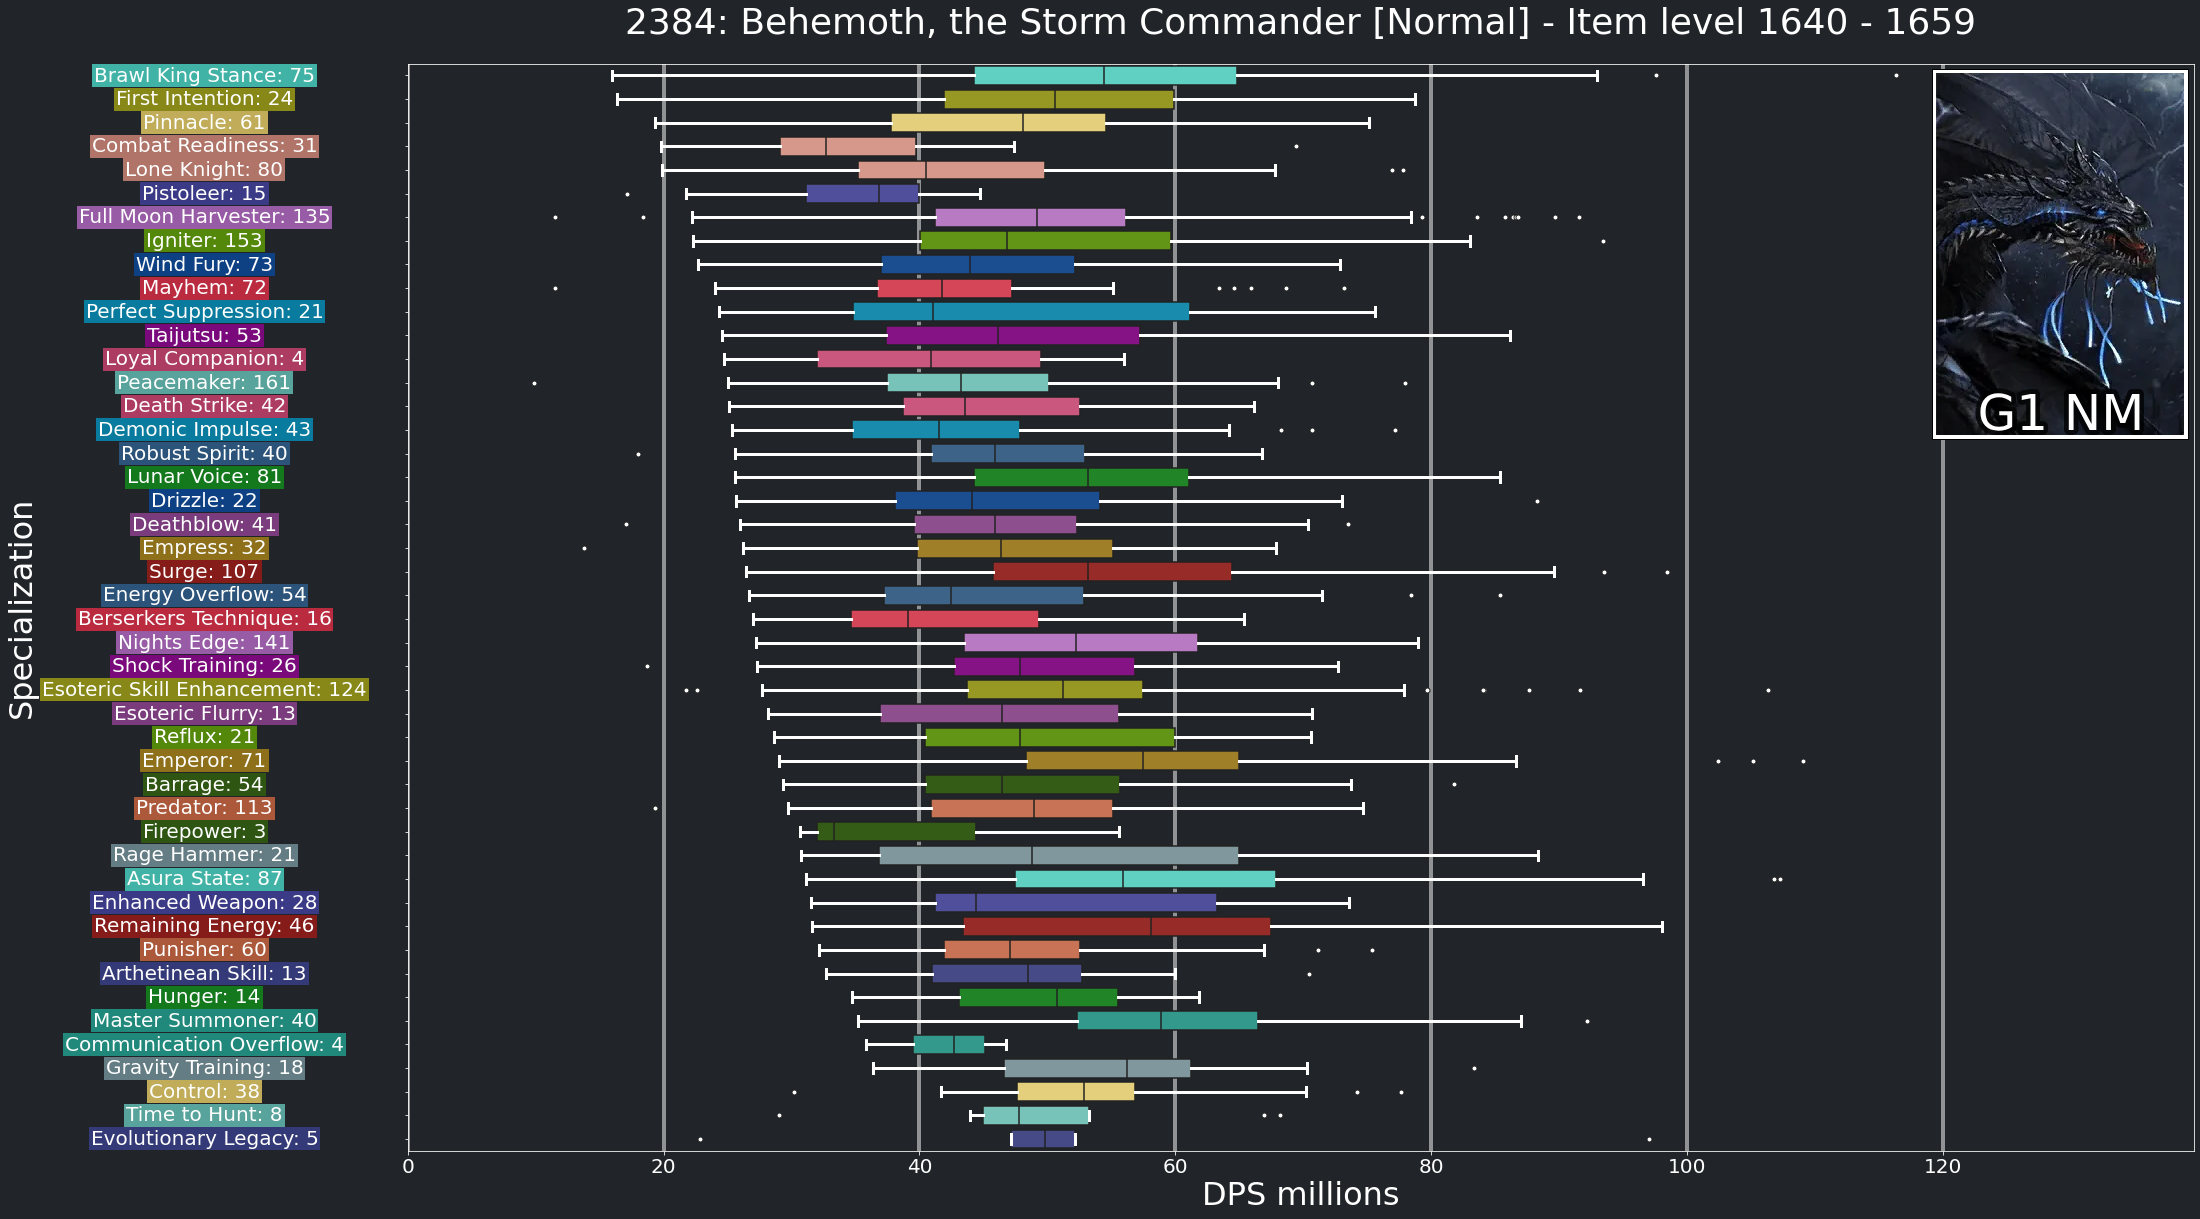 2384: Behemoth, the Storm Commander [Normal] - Item level 1640 - 1659
Brawl King Stance: 75
First Intention: 24
Pinnacle: 61
Combat Readiness: 31
Lone Knight: 80
Pistoleer: 15
Full Moon Harvester: 135
Igniter: 153
Wind Fury: 73
Mayhem: 72
Perfect Suppression: 21
Taijutsu: 53
Loyal Companion: 4
Peacemaker: 161
Death Strike: 42
Demonic Impulse: 43
Robust Spirit: 40
Lunar Voice: 81
Drizzle: 22
Deathblow: 41
Empress: 32
Surge: 107
Energy Overflow: 54
Berserkers Technique: 16
Nights Edge: 141
Shock Training: 26
Esoteric Skill Enhancement: 124
Esoteric Flurry: 13
Reflux: 21
Emperor: 71
Barrage: 54
Predator: 113
Firepower: 3
Rage Hammer: 21
Asura State: 87
Enhanced Weapon: 28
Remaining Energy: 46
Punisher: 60
Arthetinean Skill: 13
Hunger: 14
Master Summoner: 40
Communication Overflow: 4
Gravity Training: 18
Control: 38
Time to Hunt: 8
Evolutionary Legacy: 5
Specialization
G1 NM
0 20 40 60 80 100 120
DPS millions